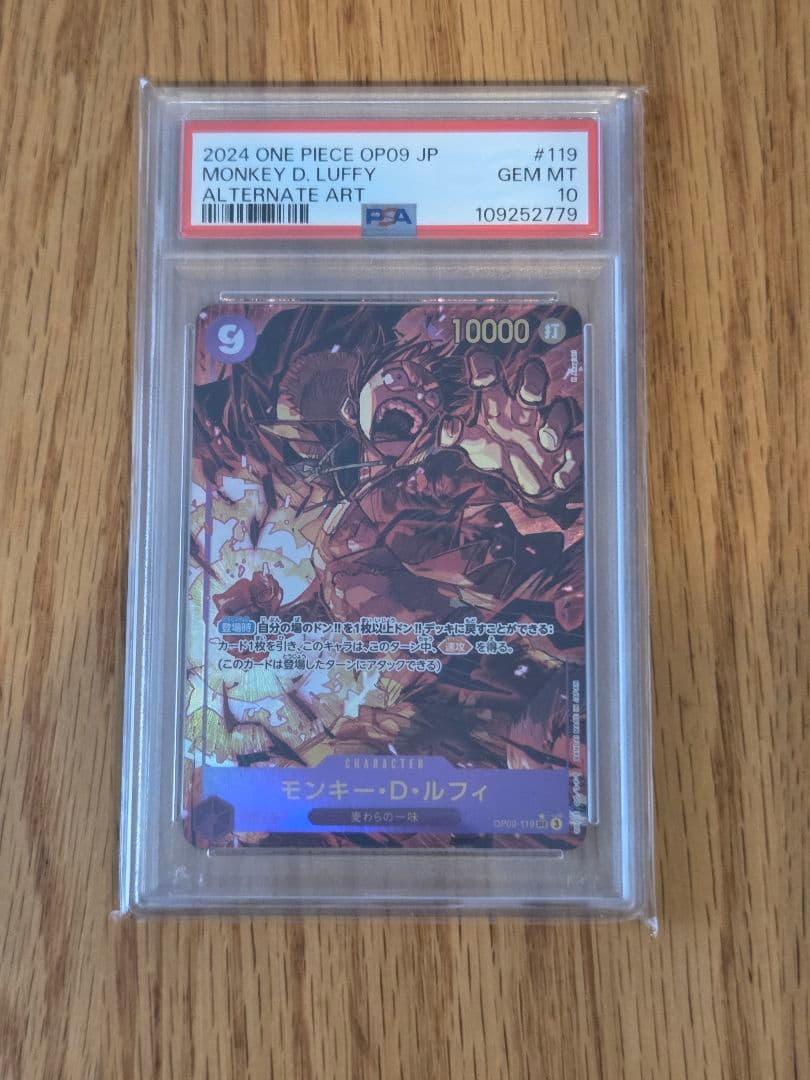 2024 ONE PIECE OP09 JP #119
MONKEY D. LUFFY GEM MT
ALTERNATE ART 10
PSA 109252779
9 10000 打
登場時 自分の場のドン!!を1枚以上ドン!!デッキに戻すことができる:
カード1枚を引き、このキャラは、このターン中、速攻 を得る。
(このカードは登場したターンにアタックできる)
CHARACTER
モンキー・D・ルフィ
麦わらの一味
OP09-119 3